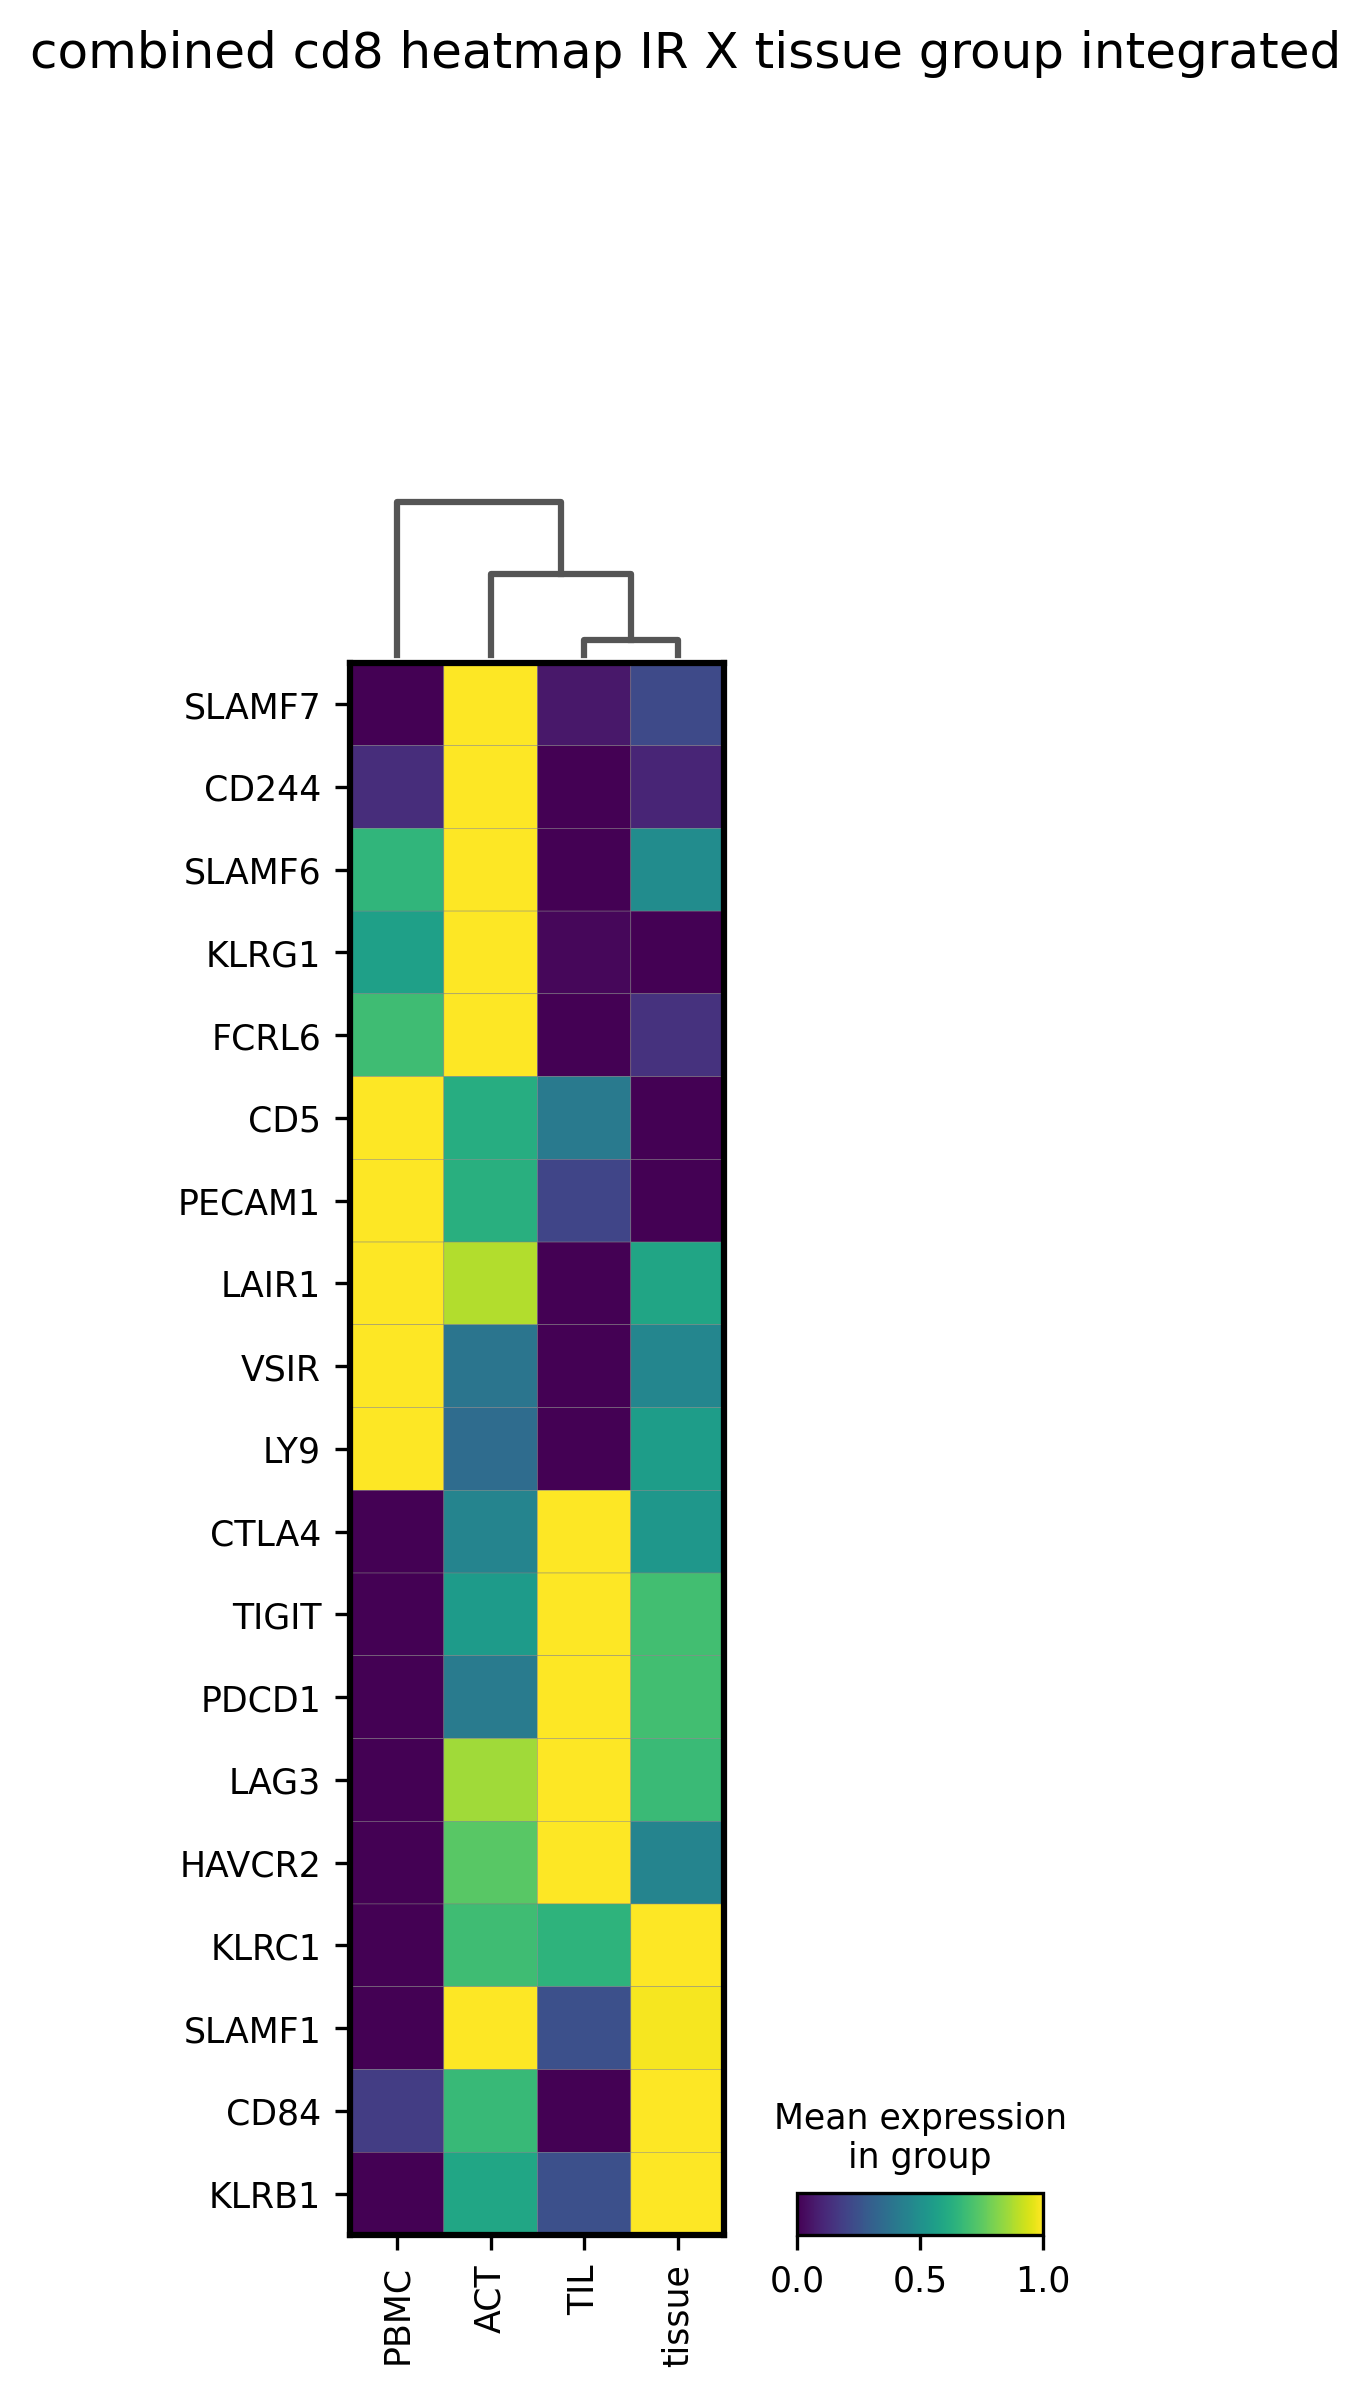 combined cd8 heatmap IR X tissue group integrated
SLAMF7
CD244
SLAMF6
KLRG1
FCRL6
CD5
PECAM1
LAIR1
VSIR
LY9
CTLA4
TIGIT
PDCD1
LAG3
HAVCR2
KLRC1
SLAMF1
CD84
KLRB1
PBMC
ACT
TIL
tissue
Mean expression
in group
0.0 0.5 1.0